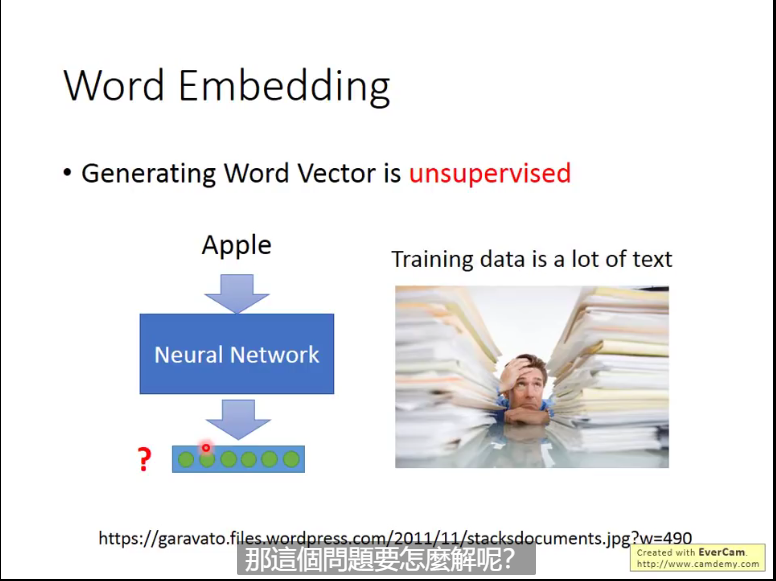 Word Embedding
• Generating Word Vector is unsupervised
Apple
Training data is a lot of text
Neural Network
?
https://garavato.files.wordpress.com/2011/11/stacksdocuments.jpg?w=490
那這個問題要怎麼解呢?
Created with EverCam.
http://www.camdemy.com